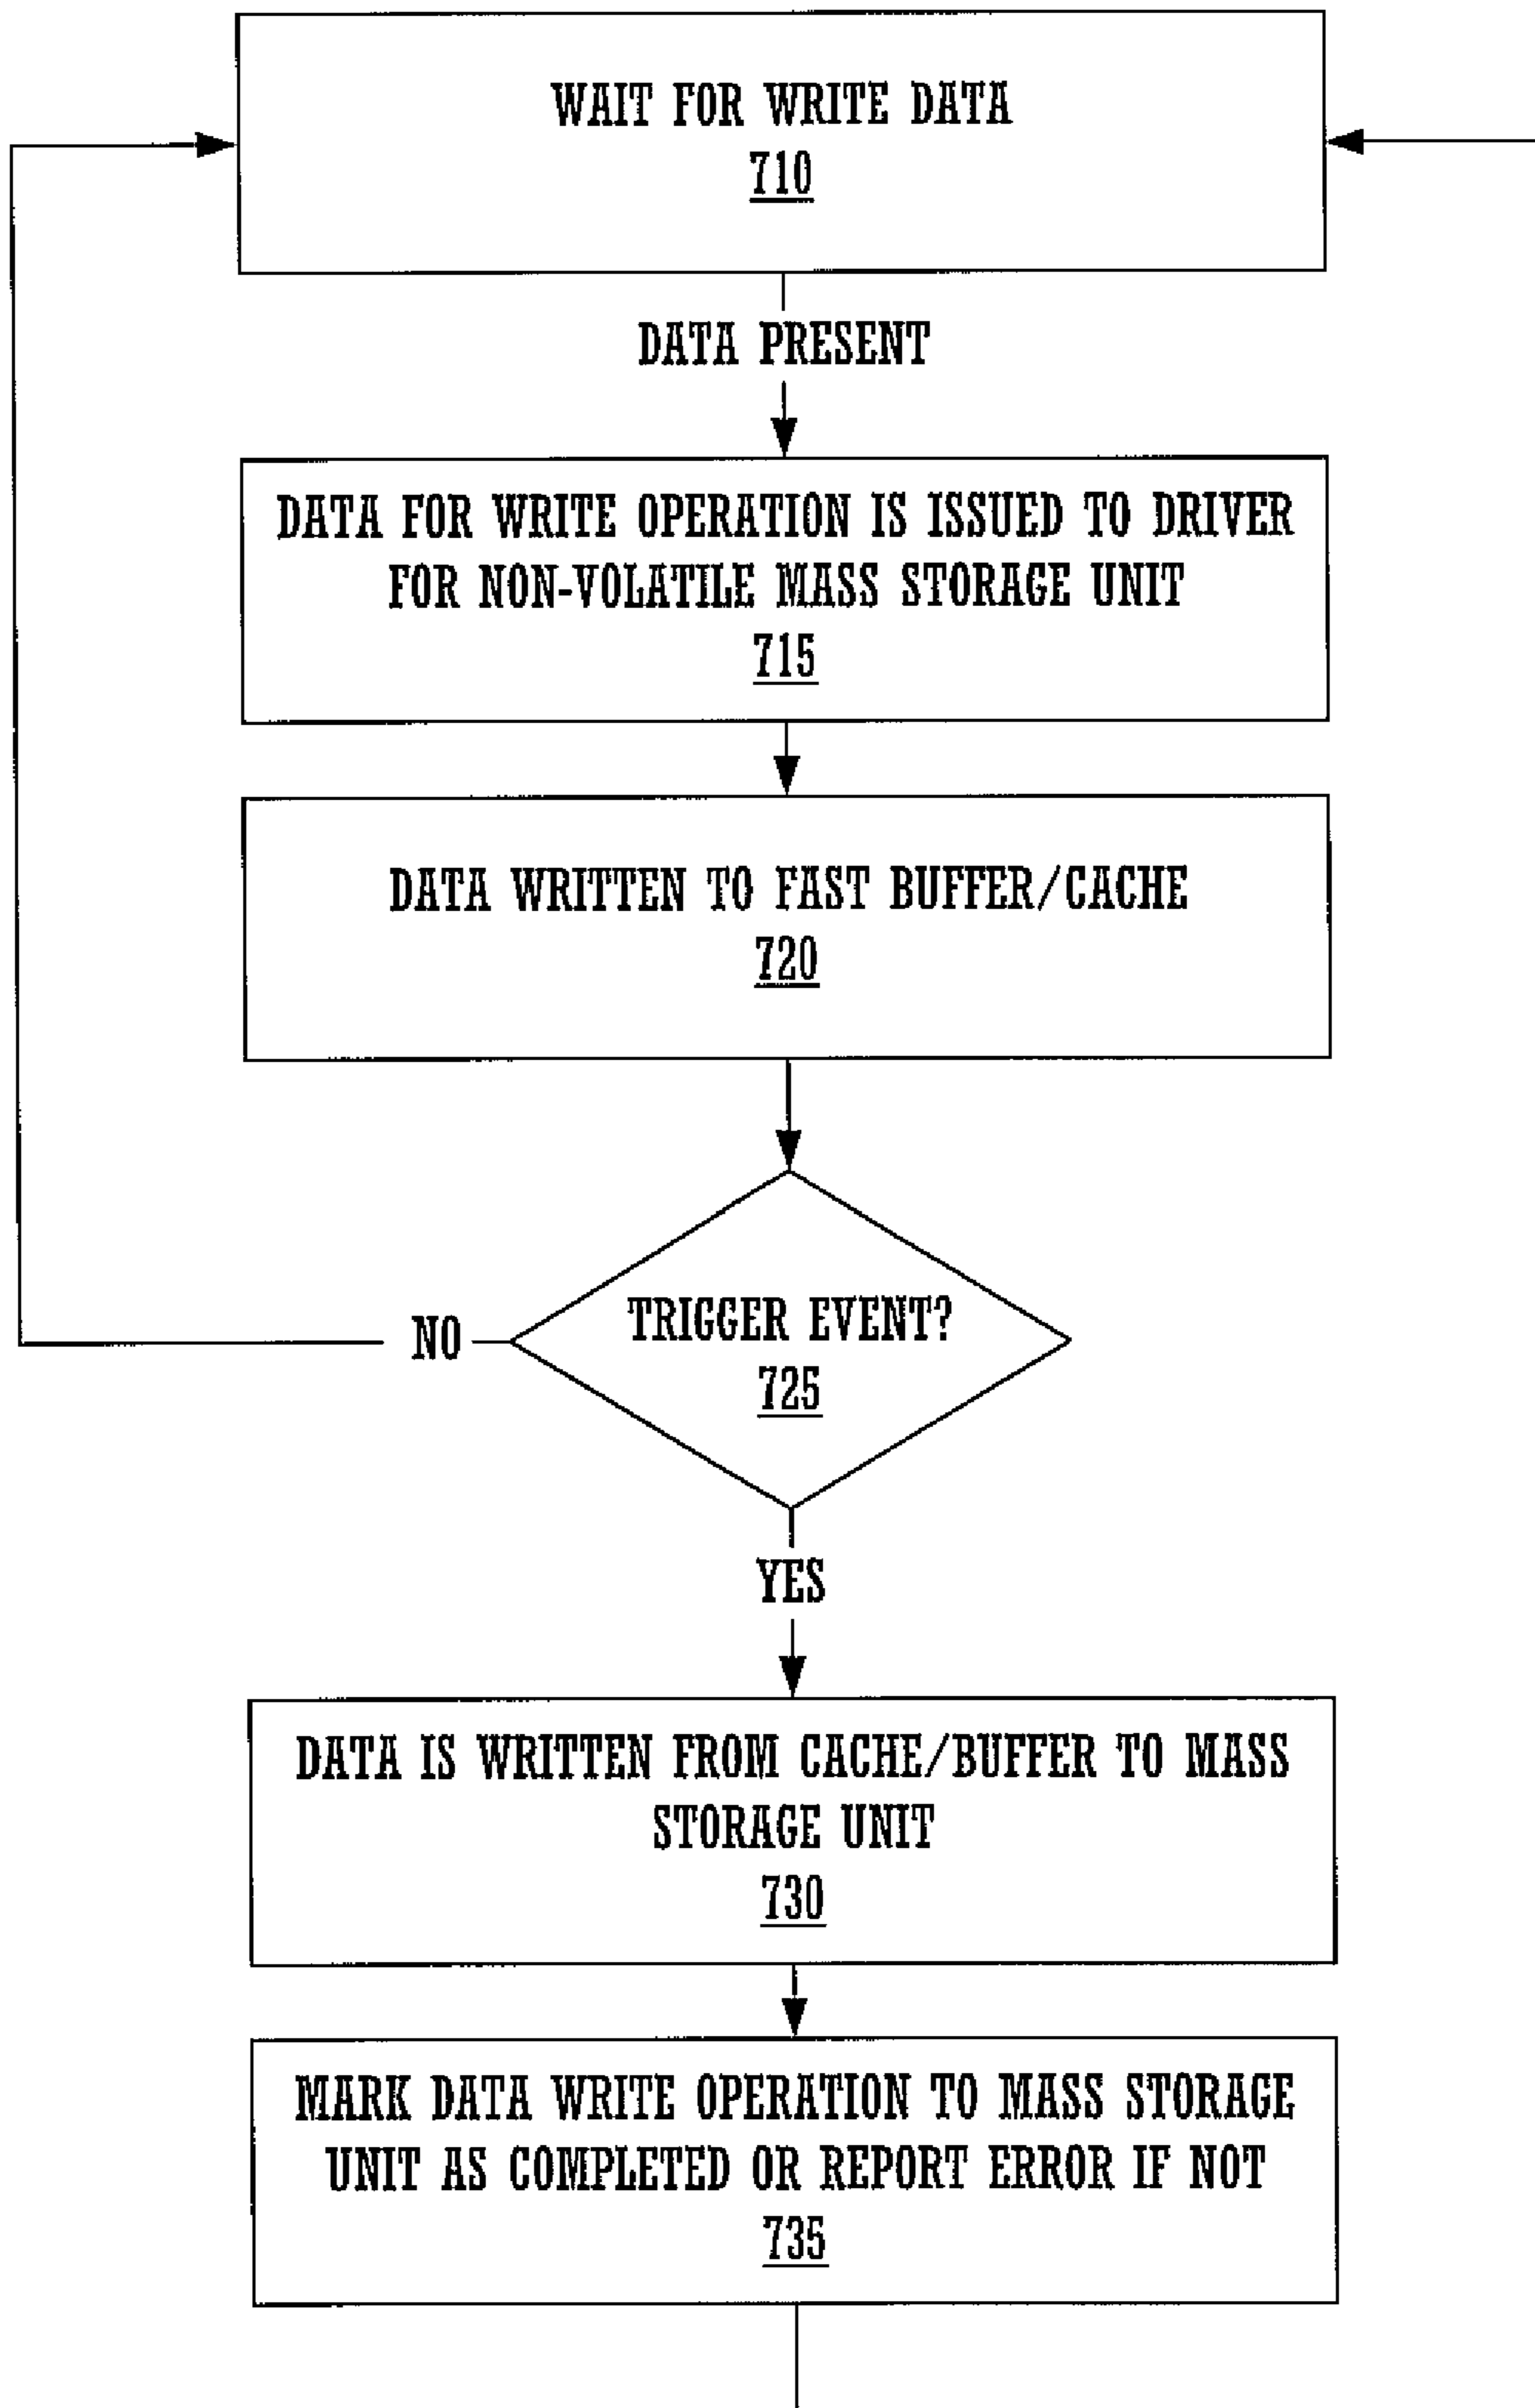 WAIT FOR WRITE DATA
710
DATA PRESENT
DATA FOR WRITE OPERATION IS ISSUED TO DRIVER
FOR NON-VOLATILE MASS STORAGE UNIT
715
DATA WRITTEN TO FAST BUFFER/CACHE
720
TRIGGER EVENT?
725
NO
YES
DATA IS WRITTEN FROM CACHE/BUFFER TO MASS
STORAGE UNIT
730
MARK DATA WRITE OPERATION TO MASS STORAGE
UNIT AS COMPLETED OR REPORT ERROR IF NOT
735